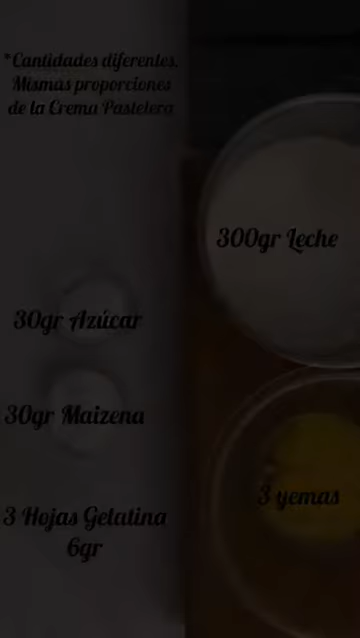 *Cantidades diferentes.
Mismas proporciones
de la Crema Pastelera
300gr Leche
30gr Azúcar
30gr Maizena
3 yemas
3 Hojas Gelatina
6gr